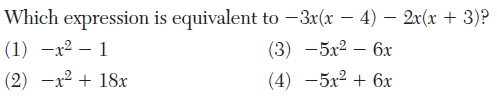 Which expression is equivalent to −3x(x − 4) − 2x(x + 3)?
(1) −x² − 1 (3) −5x² − 6x
(2) −x² + 18x (4) −5x² + 6x